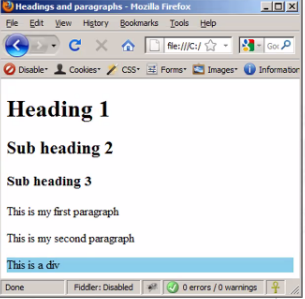 Headings and paragraphs - Mozilla Firefox
File Edit View History Bookmarks Tools Help
file:///C:/
Disable Cookies CSS Forms Images Information
Heading 1
Sub heading 2
Sub heading 3
This is my first paragraph
This is my second paragraph
This is a div
Done Fiddler: Disabled 0 errors / 0 warnings